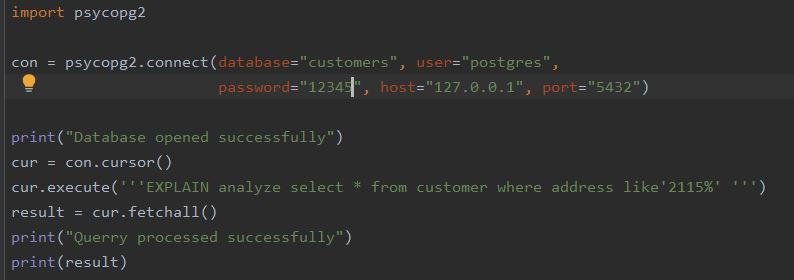 import psycopg2
con = psycopg2.connect(database="customers", user="postgres",
password="12345", host="127.0.0.1", port="5432")
print("Database opened successfully")
cur = con.cursor()
cur.execute('''EXPLAIN analyze select * from customer where address like'2115%' ''')
result = cur.fetchall()
print("Querry processed successfully")
print(result)